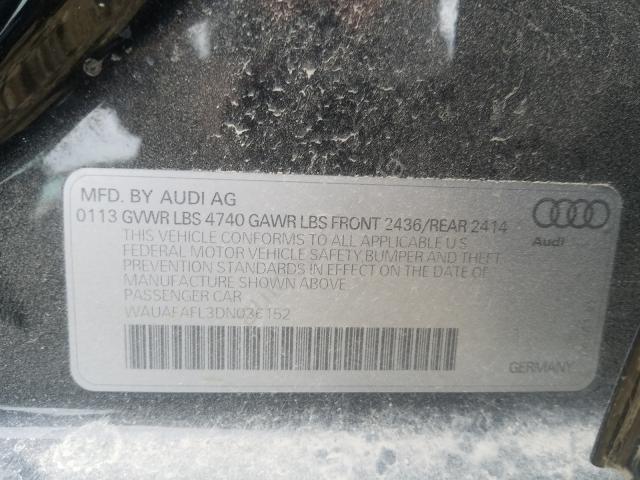 MFD. BY AUDI AG
0113 GVWR LBS 4740 GAWR LBS FRONT 2436/REAR 2414
THIS VEHICLE CONFORMS TO ALL APPLICABLE U.S
FEDERAL MOTOR VEHICLE SAFETY,BUMPER AND THEFT
PREVENTION STANDARDS IN EFFECT ON THE DATE OF
MANUFACTURE SHOWN ABOVE
PASSENGER CAR
Audi
GERMANY